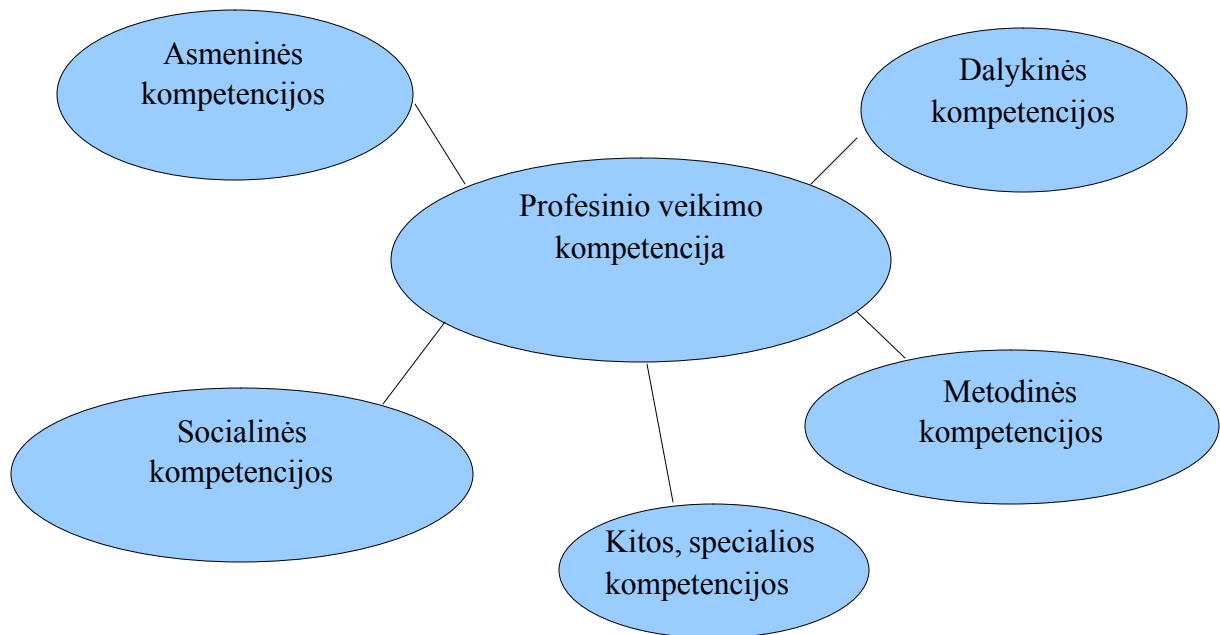 Asmeninės
kompetencijos
Dalykinės
kompetencijos
Profesinio veikimo
kompetencija
Socialinės
kompetencijos
Metodinės
kompetencijos
Kitos, specialios
kompetencijos